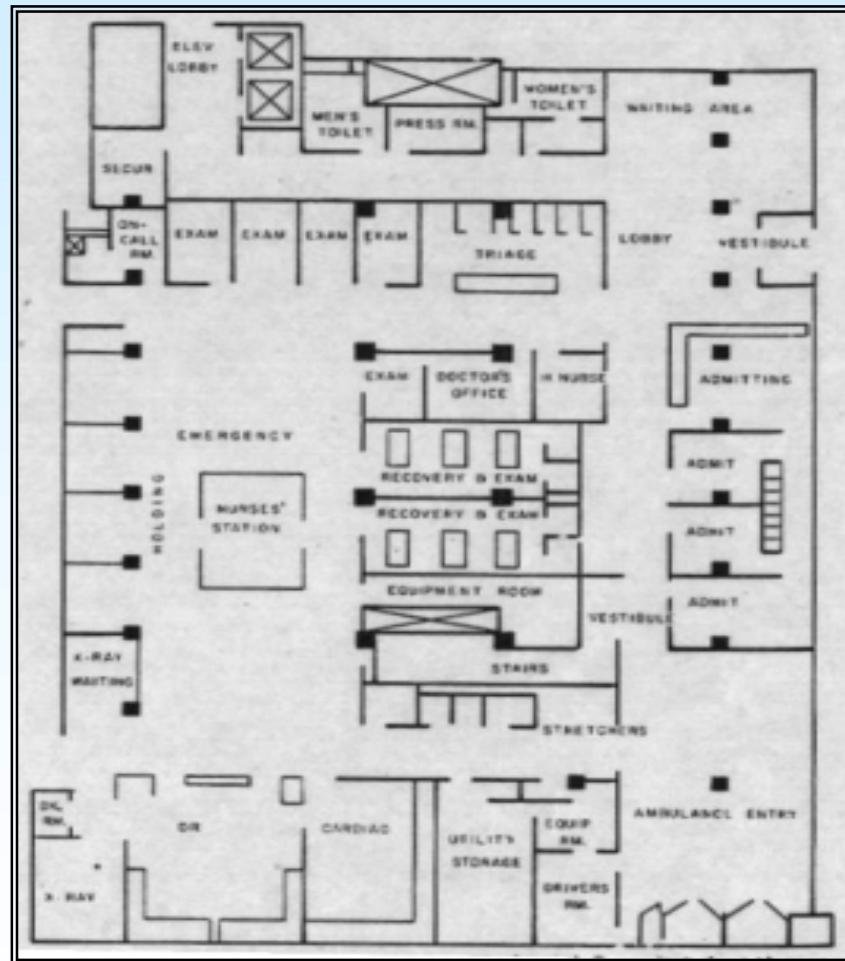 ELEV
LOBBY
MEN'S
TOILET
PRESS RM.
WOMEN'S
TOILET
WAITING AREA
SECUR
ON-
CALL
RM.
EXAM
EXAM
EXAM
EXAM
TRIAGE
LOBBY
VESTIBULE
EXAM
DOCTOR'S
OFFICE
NURSE
ADMITTING
EMERGENCY
RECOVERY & EXAM
ADMIT
HOLDING
NURSES'
STATION
RECOVERY & EXAM
ADMIT
EQUIPMENT ROOM
VESTIBULE
ADMIT
X-RAY
WAITING
STAIRS
STRETCHERS
DK.
RM.
OR
CARDIAC
UTILITY
STORAGE
EQUIP
RM.
AMBULANCE ENTRY
X-RAY
DRIVERS
RM.